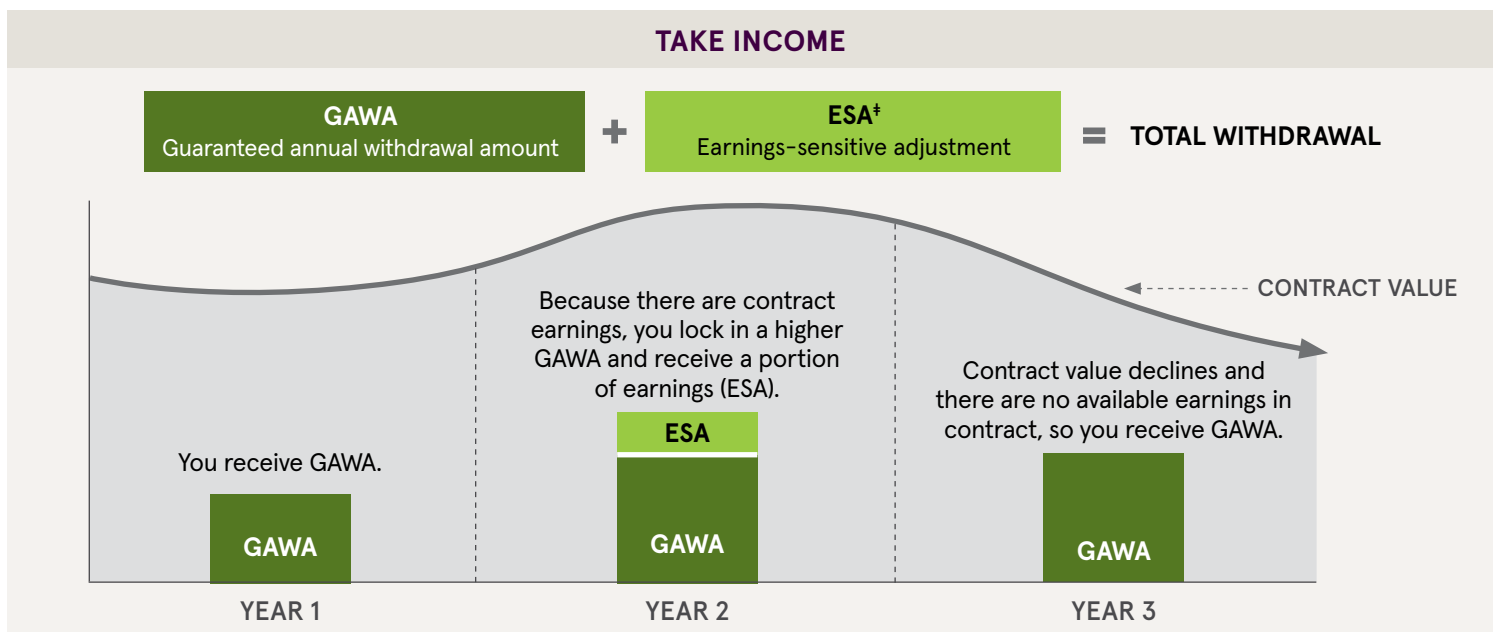 TAKE INCOME
GAWA
Guaranteed annual withdrawal amount
+
ESA‡
Earnings-sensitive adjustment
=
TOTAL WITHDRAWAL
CONTRACT VALUE
You receive GAWA.
GAWA
YEAR 1
Because there are contract
earnings, you lock in a higher
GAWA and receive a portion
of earnings (ESA).
ESA
GAWA
YEAR 2
Contract value declines and
there are no available earnings in
contract, so you receive GAWA.
GAWA
YEAR 3